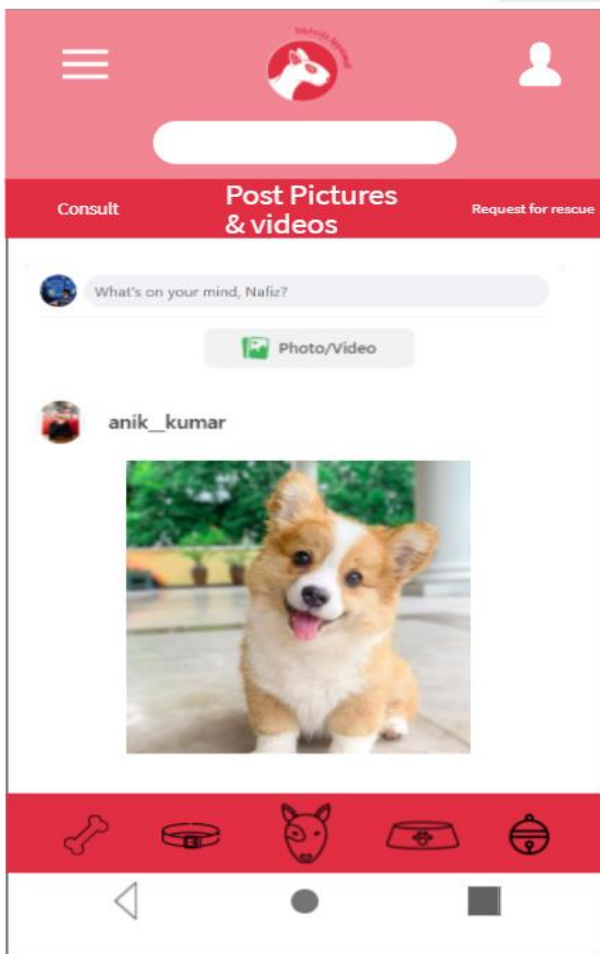 Consult
Post Pictures
& videos
Request for rescue
What's on your mind, Nafiz?
Photo/Video
anik__kumar